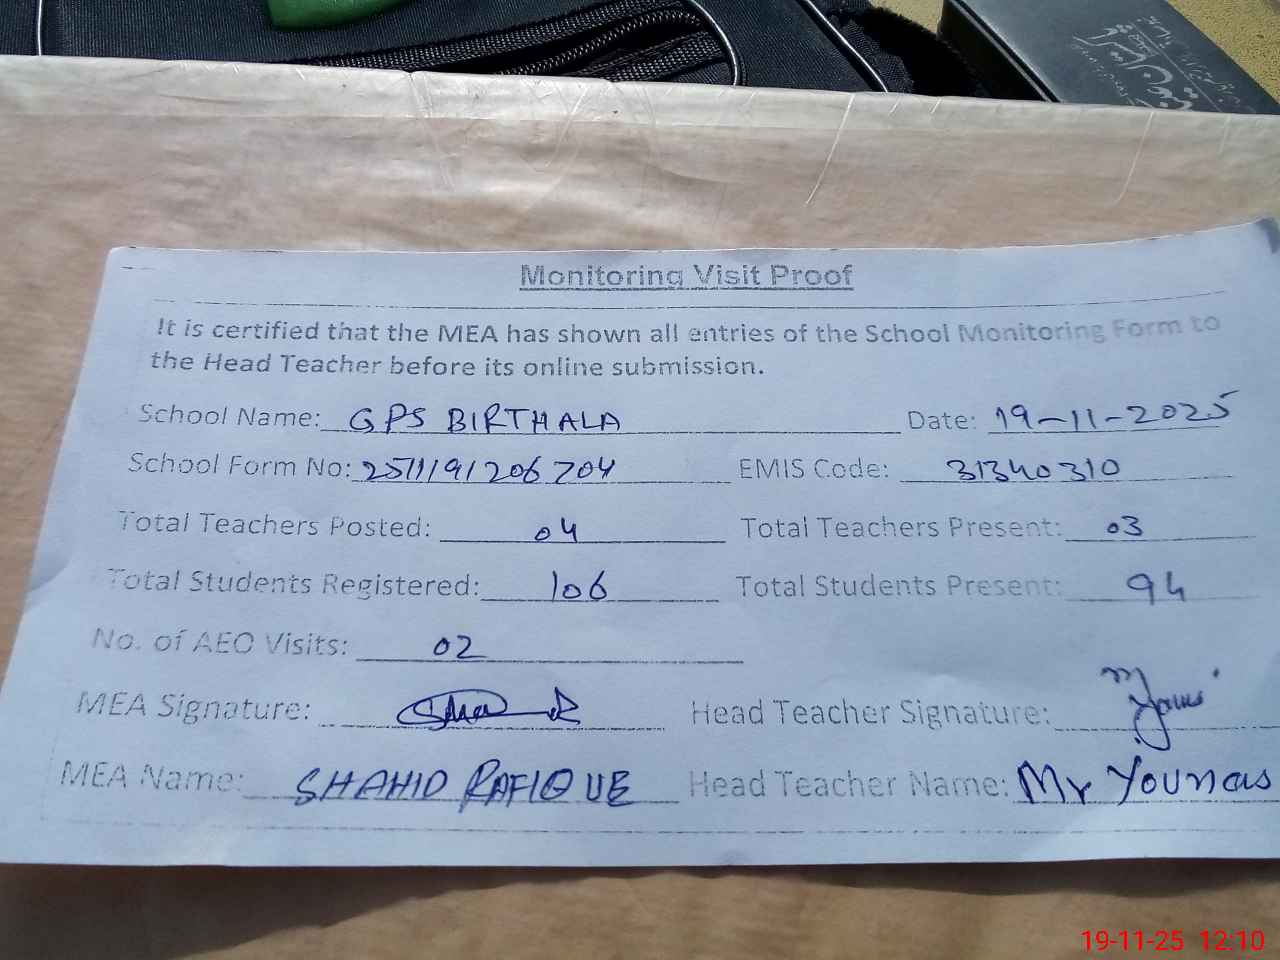 Monitoring Visit Proof
It is certified that the MEA has shown all entries of the School Monitoring Form to
the Head Teacher before its online submission.
School Name: GPS BIRTHALA Date: 19-11-2025
School Form No: 2511191206704 EMIS Code: 31340310
Total Teachers Posted: 04 Total Teachers Present: 03
Total Students Registered: 106 Total Students Present: 94
No. of AEO Visits: 02
MEA Signature: Head Teacher Signature:
MEA Name: SHAHID RAFIQUE Head Teacher Name: Mr Younas
19-11-25 12:10